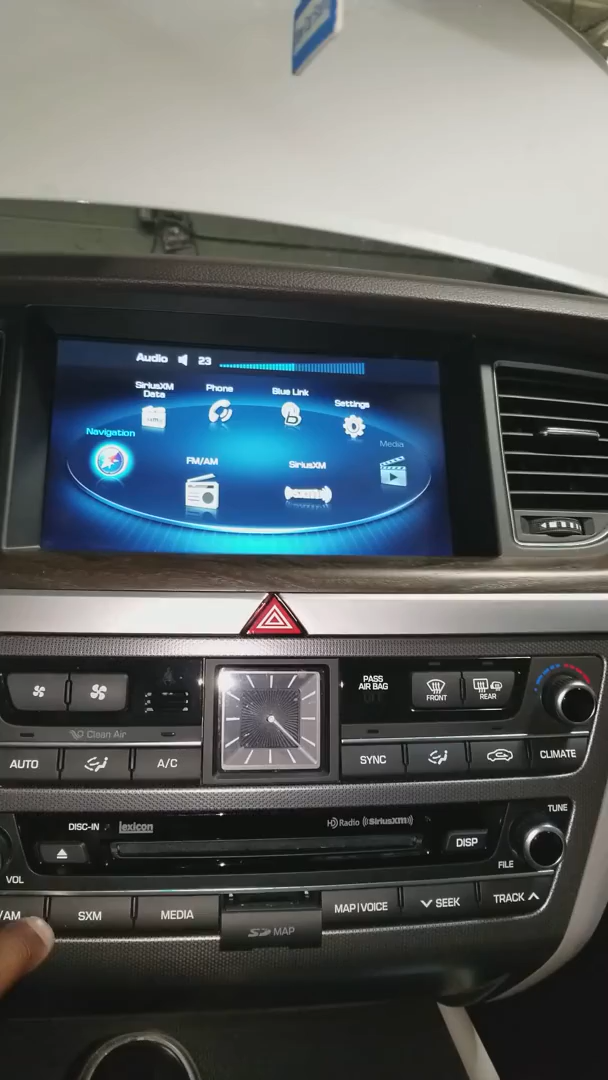 Audio 23
SiriusXM
Data
Phone
Blue Link
Settings
Navigation
Media
FM/AM
SiriusXM
PASS
AIR BAG
FRONT
REAR
Clean Air
AUTO
A/C
SYNC
CLIMATE
TUNE
DISC-IN
lexicon
HD Radio
((SiriusXM))
DISP
VOL
FILE
/AM
SXM
MEDIA
MAP|VOICE
SEEK
TRACK
SD MAP